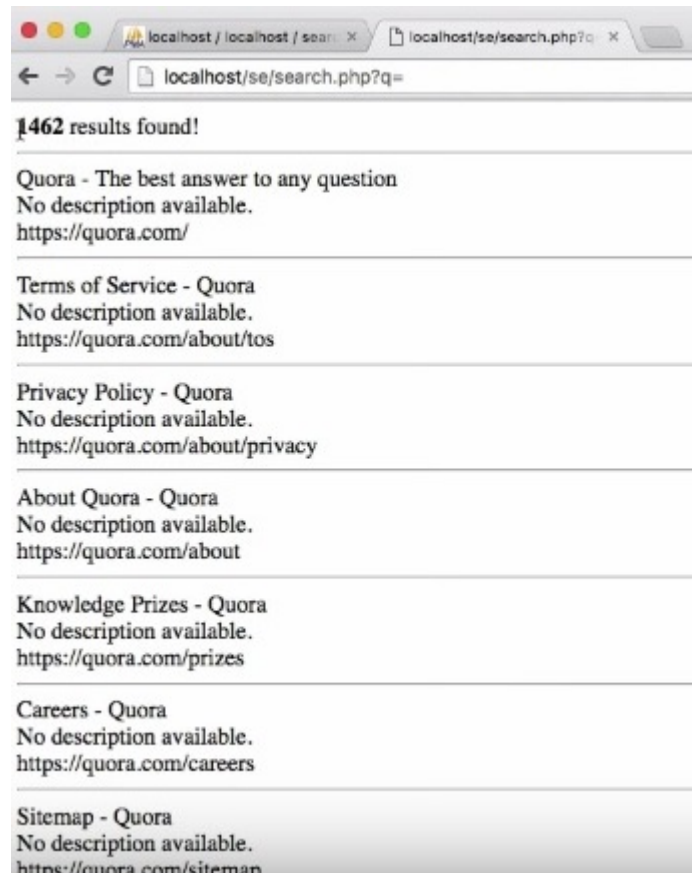 localhost / localhost / sear
localhost/se/search.php?q
localhost/se/search.php?q=
1462 results found!
Quora - The best answer to any question
No description available.
https://quora.com/
Terms of Service - Quora
No description available.
https://quora.com/about/tos
Privacy Policy - Quora
No description available.
https://quora.com/about/privacy
About Quora - Quora
No description available.
https://quora.com/about
Knowledge Prizes - Quora
No description available.
https://quora.com/prizes
Careers - Quora
No description available.
https://quora.com/careers
Sitemap - Quora
No description available.
https://quora.com/sitemap